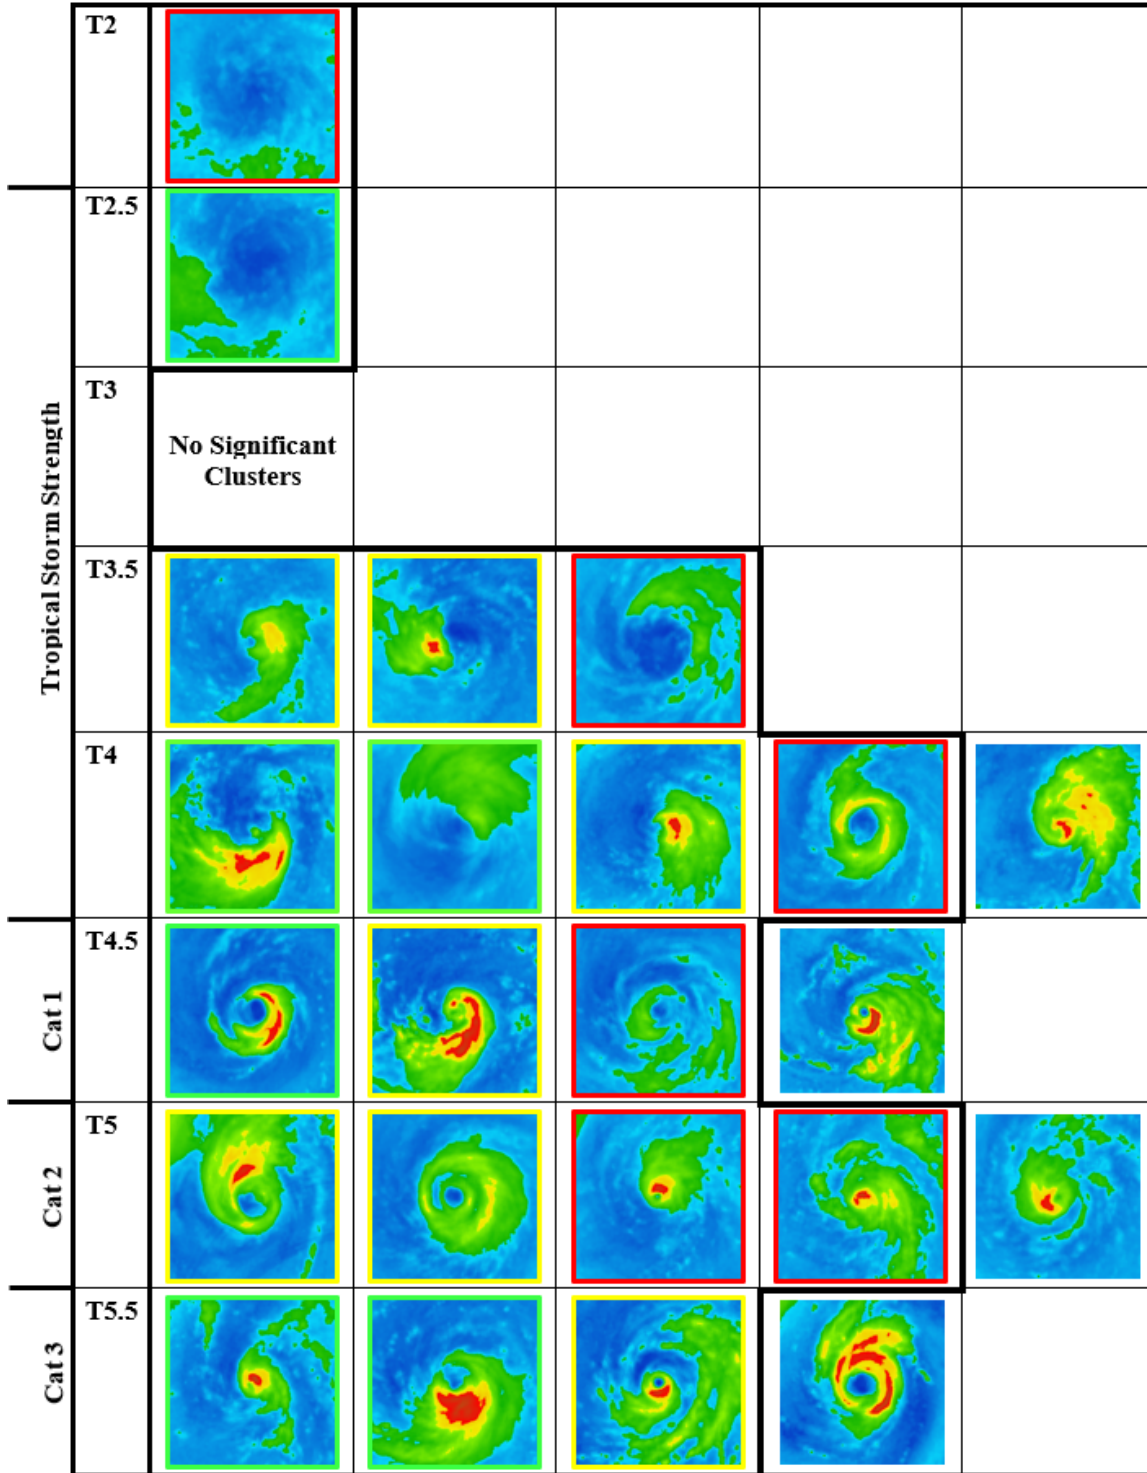 T2
T2.5
Tropical Storm Strength
T3
No Significant
Clusters
T3.5
T4
Cat 1
T4.5
Cat 2
T5
Cat 3
T5.5